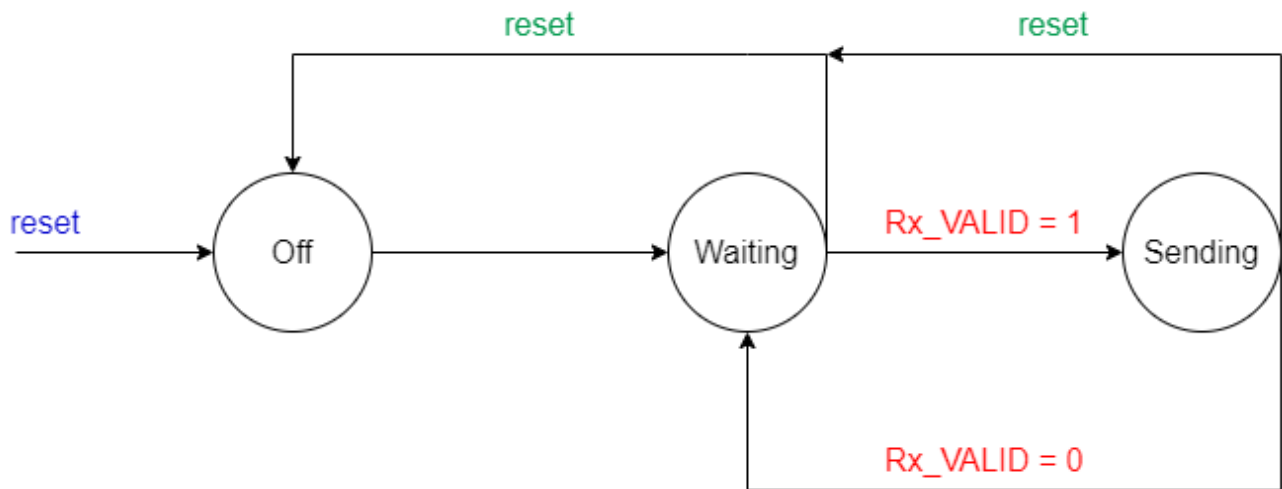 reset
reset
reset
Rx_VALID = 1
Off
Waiting
Sending
Rx_VALID = 0